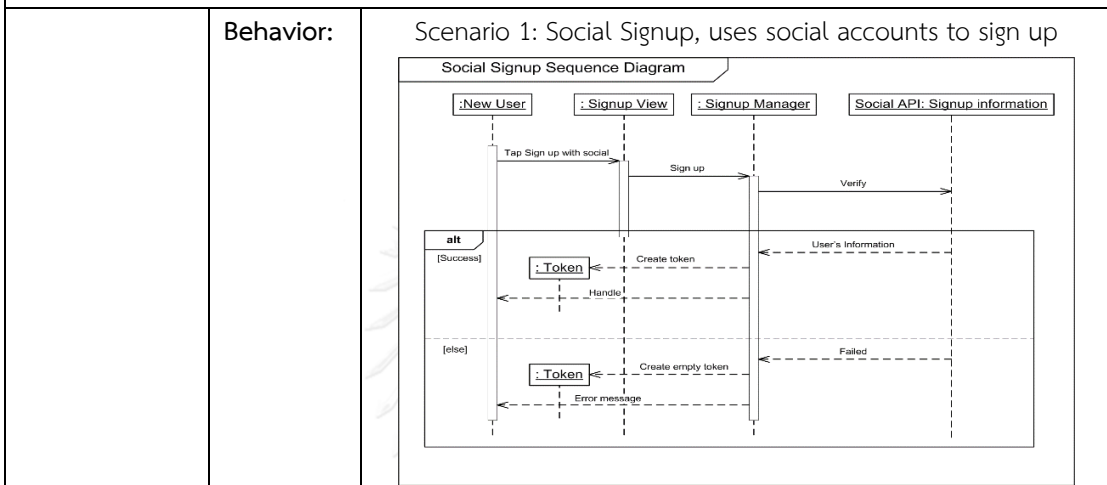 Behavior:
Scenario 1: Social Signup, uses social accounts to sign up
Social Signup Sequence Diagram
:New User
: Signup View
: Signup Manager
Social API: Signup information
Tap Sign up with social
Sign up
Verify
alt
[Success]
User's Information
Create token
: Token
Handle
[else]
Failed
Create empty token
: Token
Error message